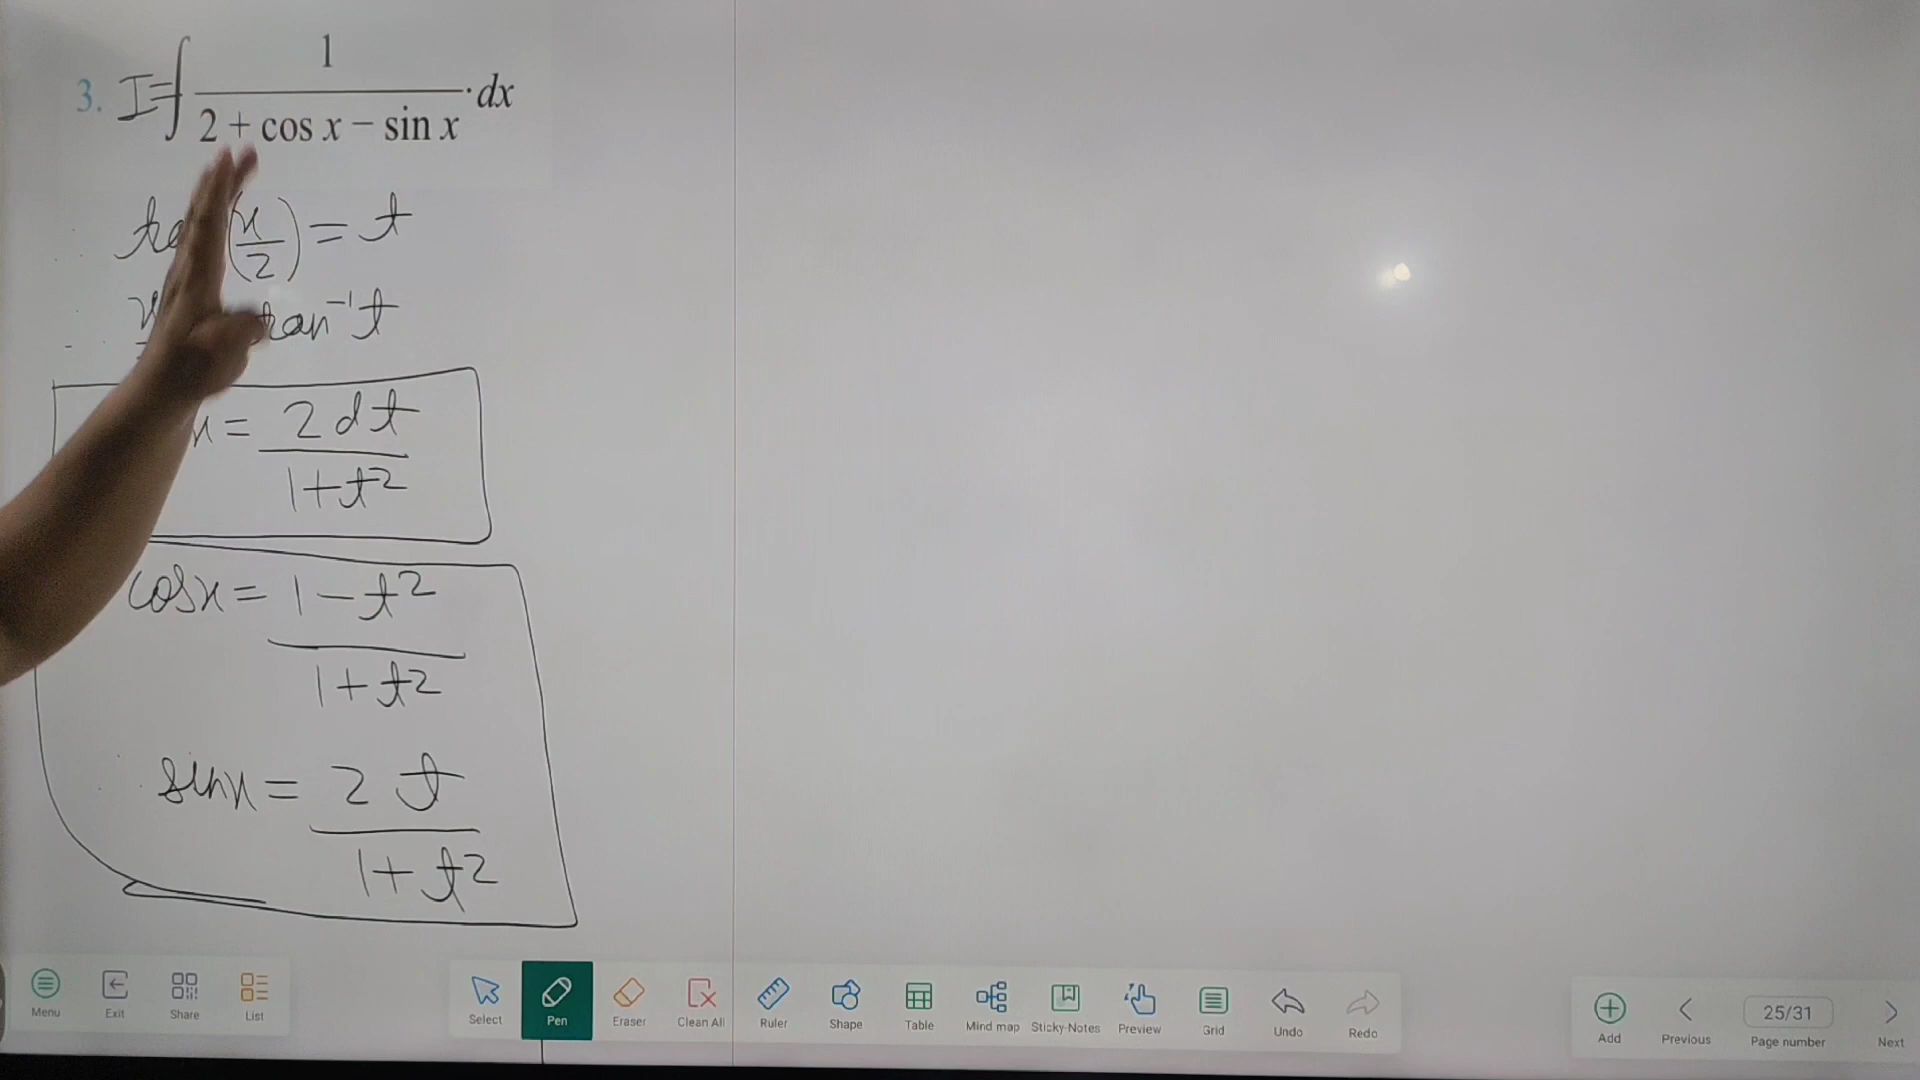 3. I = ∫ 1 / (2 + cos x − sin x) · dx
(x/2) = t
tan⁻¹ t
x = 2dt / (1+t²)
cosx = (1−t²) / (1+t²)
sinx = 2t / (1+t²)
Menu Exit Share List Select Pen Eraser Clean All Ruler Shape Table Mind map Sticky-Notes Preview Grid Undo Redo Add Previous 25/31 Page number Next